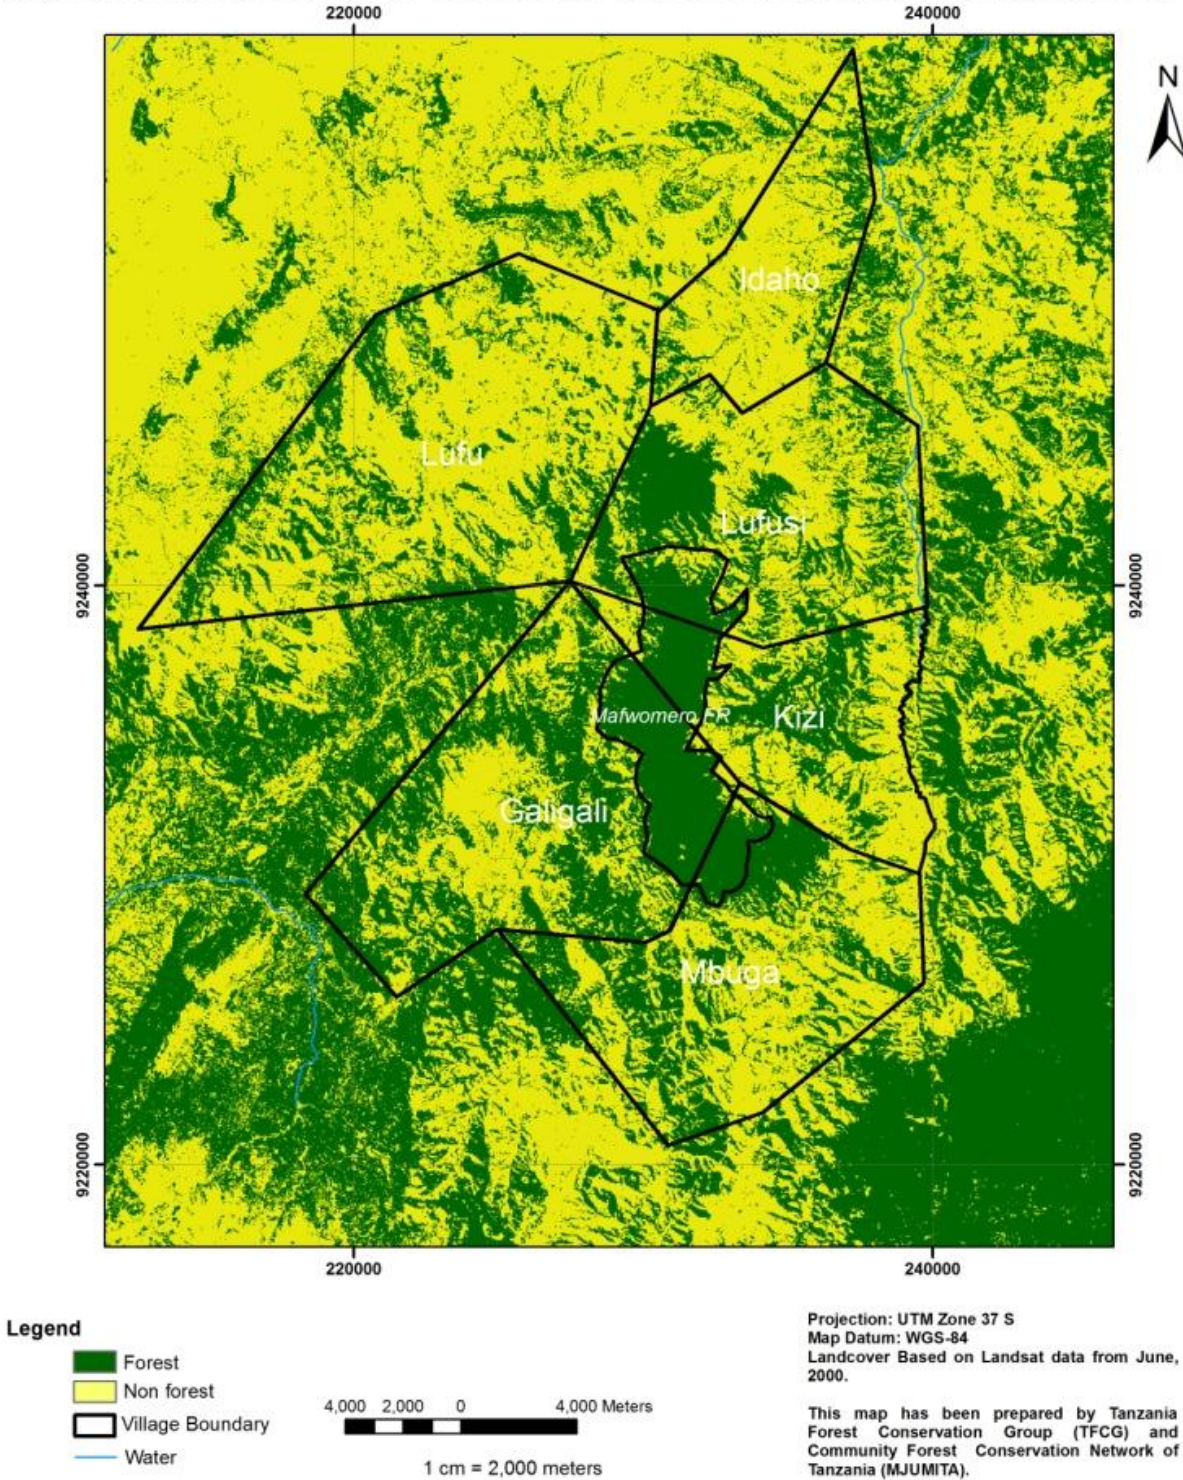 220000 240000
N
Idaho
Lufu
Lufusi
9240000 9240000
Mafwomero FR
Kizi
Galigali
Mbuga
9220000 9220000
220000 240000
Legend
Forest
Non forest
Village Boundary
Water
4,000 2,000 0 4,000 Meters
1 cm = 2,000 meters
Projection: UTM Zone 37 S
Map Datum: WGS-84
Landcover Based on Landsat data from June,
2000.
This map has been prepared by Tanzania
Forest Conservation Group (TFCG) and
Community Forest Conservation Network of
Tanzania (MJUMITA).